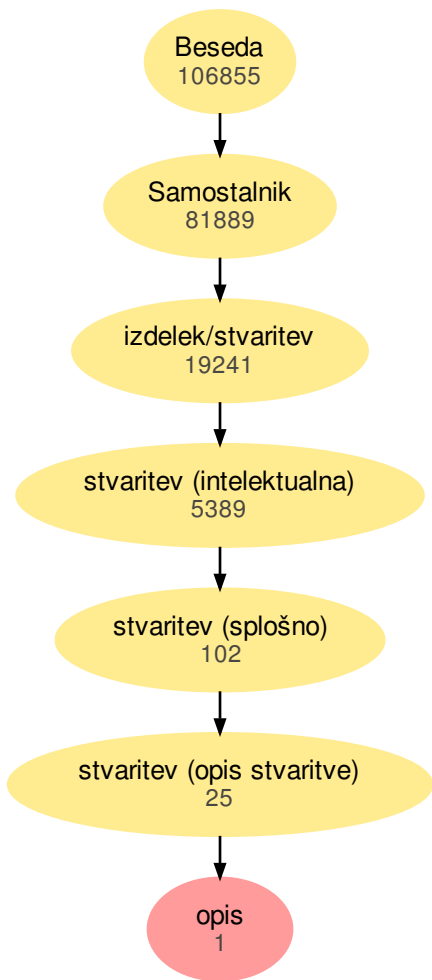 Beseda
106855
Samostalnik
81889
izdelek/stvaritev
19241
stvaritev (intelektualna)
5389
stvaritev (splošno)
102
stvaritev (opis stvaritve)
25
opis
1